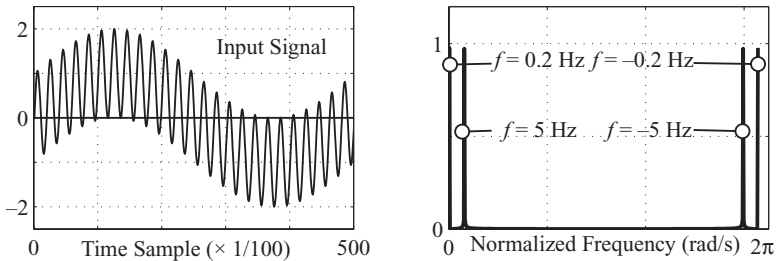 2
0
−2
Input Signal
0
Time Sample (× 1/100)
500
1
0
f = 0.2 Hz
f = –0.2 Hz
f = 5 Hz
f = –5 Hz
0
Normalized Frequency (rad/s)
2π